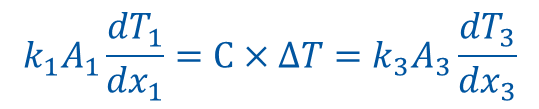 k₁A₁ dT₁/dx₁ = C × ΔT = k₃A₃ dT₃/dx₃